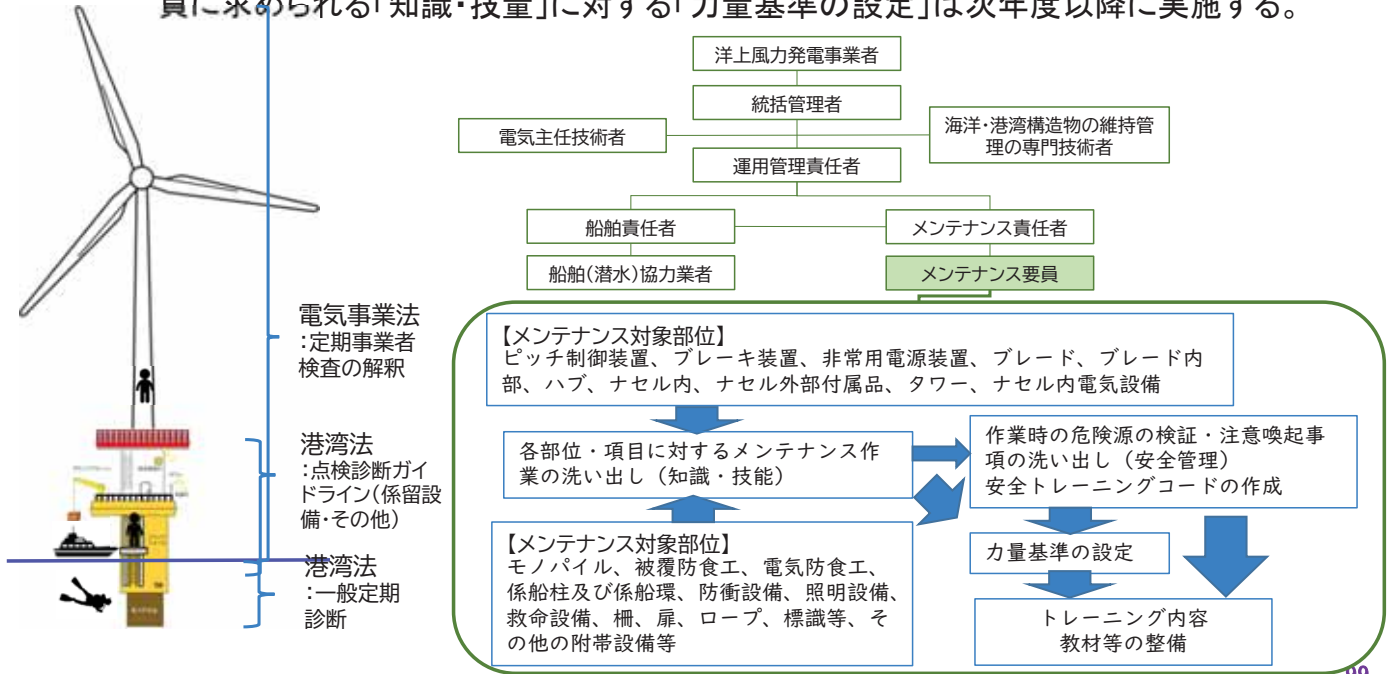 員に求められる「知識・技量」に対する「力量基準の設定」は次年度以降に実施する。
洋上風力発電事業者
統括管理者
電気主任技術者
海洋・港湾構造物の維持管
理の専門技術者
運用管理責任者
船舶責任者
メンテナンス責任者
船舶(潜水)協力業者
メンテナンス要員
電気事業法
:定期事業者
検査の解釈
港湾法
:点検診断ガイ
ドライン(係留設
備・その他)
港湾法
:一般定期
診断
【メンテナンス対象部位】
ピッチ制御装置、ブレーキ装置、非常用電源装置、ブレード、ブレード内
部、ハブ、ナセル内、ナセル外部付属品、タワー、ナセル内電気設備
各部位・項目に対するメンテナンス作
業の洗い出し（知識・技能）
作業時の危険源の検証・注意喚起事
項の洗い出し（安全管理）
安全トレーニングコードの作成
【メンテナンス対象部位】
モノパイル、被覆防食工、電気防食工、
係船柱及び係船環、防衝設備、照明設備、
救命設備、柵、扉、ロープ、標識等、そ
の他の附帯設備等
力量基準の設定
トレーニング内容
教材等の整備